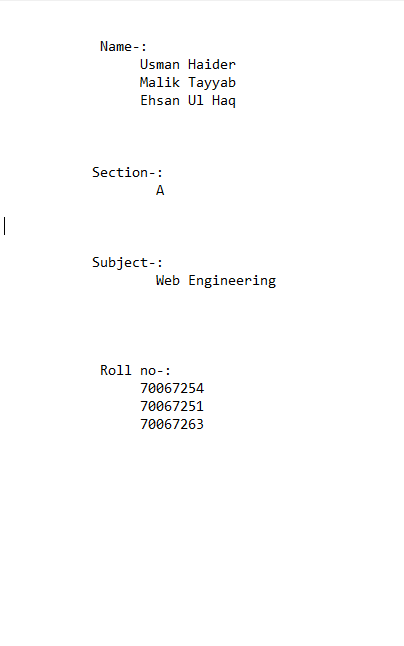 Name-:
Usman Haider
Malik Tayyab
Ehsan Ul Haq
Section-:
A
Subject-:
Web Engineering
Roll no-:
70067254
70067251
70067263